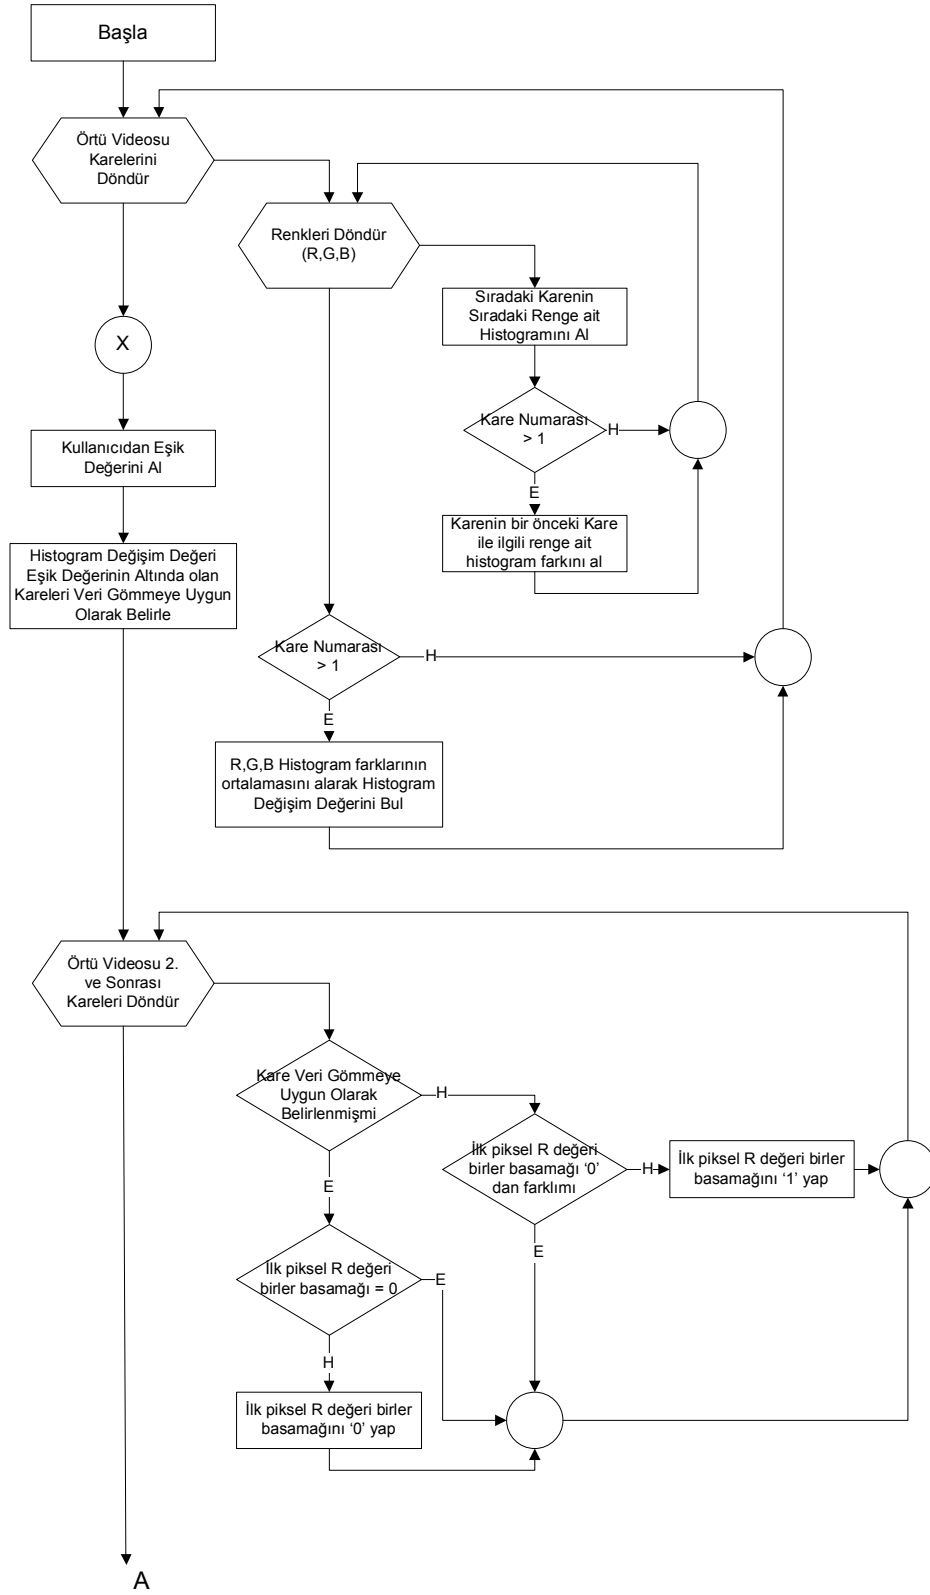 Başla
Örtü Videosu
Karelerini
Döndür
Renkleri Döndür
(R,G,B)
Sıradaki Karenin
Sıradaki Renge ait
Histogramını Al
X
Kare Numarası
> 1
H
E
Kullanıcıdan Eşik
Değerini Al
Karenin bir önceki Kare
ile ilgili renge ait
histogram farkını al
Histogram Değişim Değeri
Eşik Değerinin Altında olan
Kareleri Veri Gömmeye Uygun
Olarak Belirle
Kare Numarası
> 1
H
E
R,G,B Histogram farklarının
ortalamasını alarak Histogram
Değişim Değerini Bul
Örtü Videosu 2.
ve Sonrası
Kareleri Döndür
Kare Veri Gömmeye
Uygun Olarak
Belirlenmişmi
H
E
İlk piksel R değeri
birler basamağı ‘0’
dan farklımı
H
E
İlk piksel R değeri birler
basamağını ‘1’ yap
İlk piksel R değeri
birler basamağı = 0
E
H
İlk piksel R değeri birler
basamağını ‘0’ yap
A